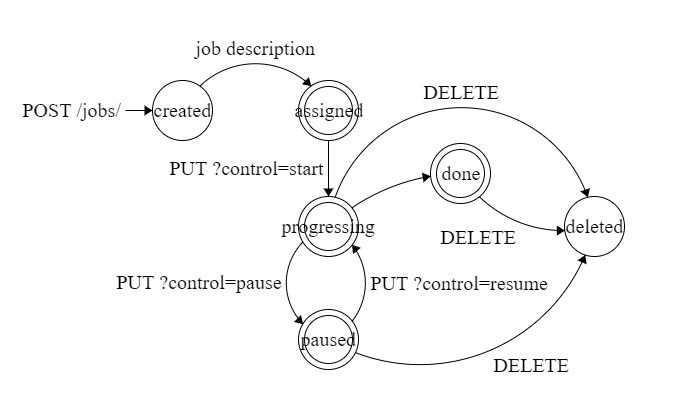 job description
DELETE
POST /jobs/
created
assigned
PUT ?control=start
done
progressing
deleted
DELETE
PUT ?control=pause
PUT ?control=resume
paused
DELETE